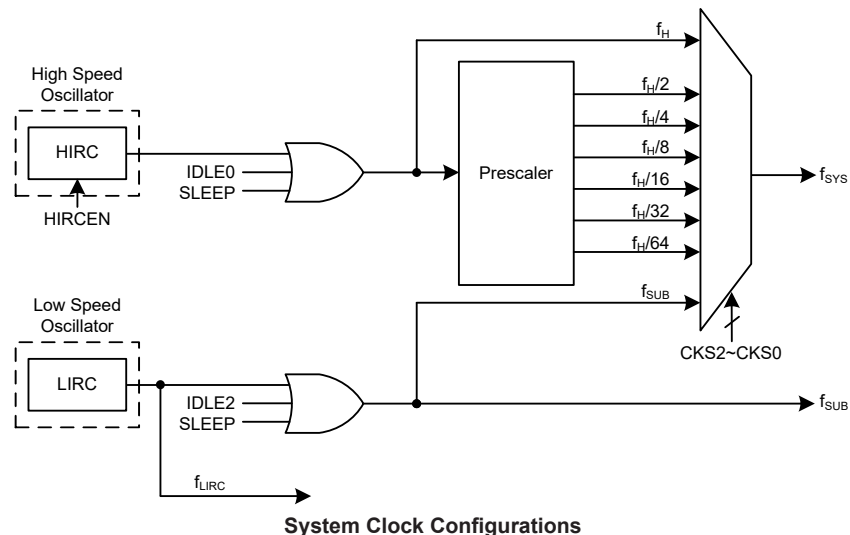 High Speed
Oscillator
HIRC
HIRCEN
IDLE0
SLEEP
Prescaler
fH
fH/2
fH/4
fH/8
fH/16
fH/32
fH/64
fSUB
fSYS
CKS2~CKS0
Low Speed
Oscillator
LIRC
IDLE2
SLEEP
fSUB
fLIRC
System Clock Configurations